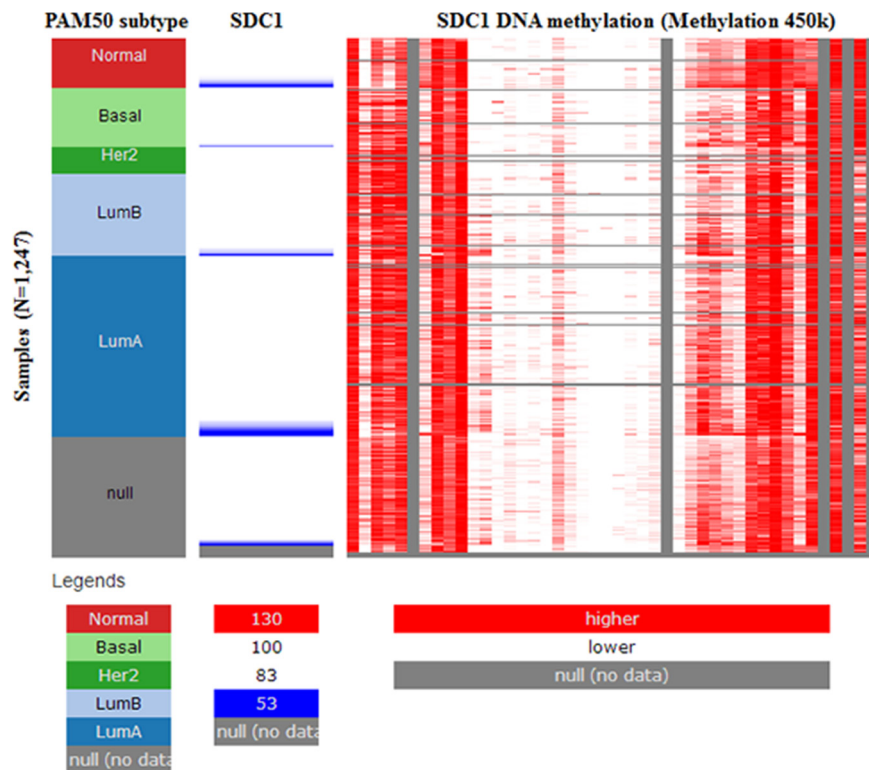 PAM50 subtype SDC1 SDC1 DNA methylation (Methylation 450k)
Samples (N=1,247)
Normal
Basal
Her2
LumB
LumA
null
Legends
Normal 130 higher
Basal 100 lower
Her2 83 null (no data)
LumB 53
LumA null (no data
null (no data